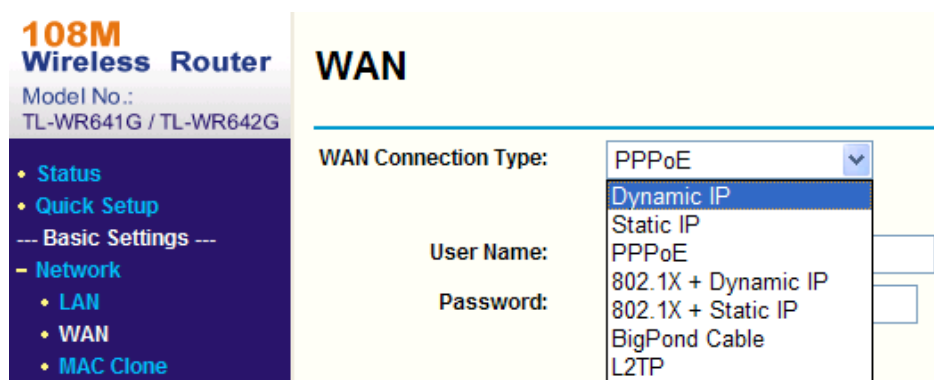 108M
Wireless Router
Model No.:
TL-WR641G / TL-WR642G
• Status
• Quick Setup
--- Basic Settings ---
– Network
• LAN
• WAN
• MAC Clone
WAN
WAN Connection Type:
PPPoE
Dynamic IP
Static IP
PPPoE
802.1X + Dynamic IP
802.1X + Static IP
BigPond Cable
L2TP
User Name:
Password: